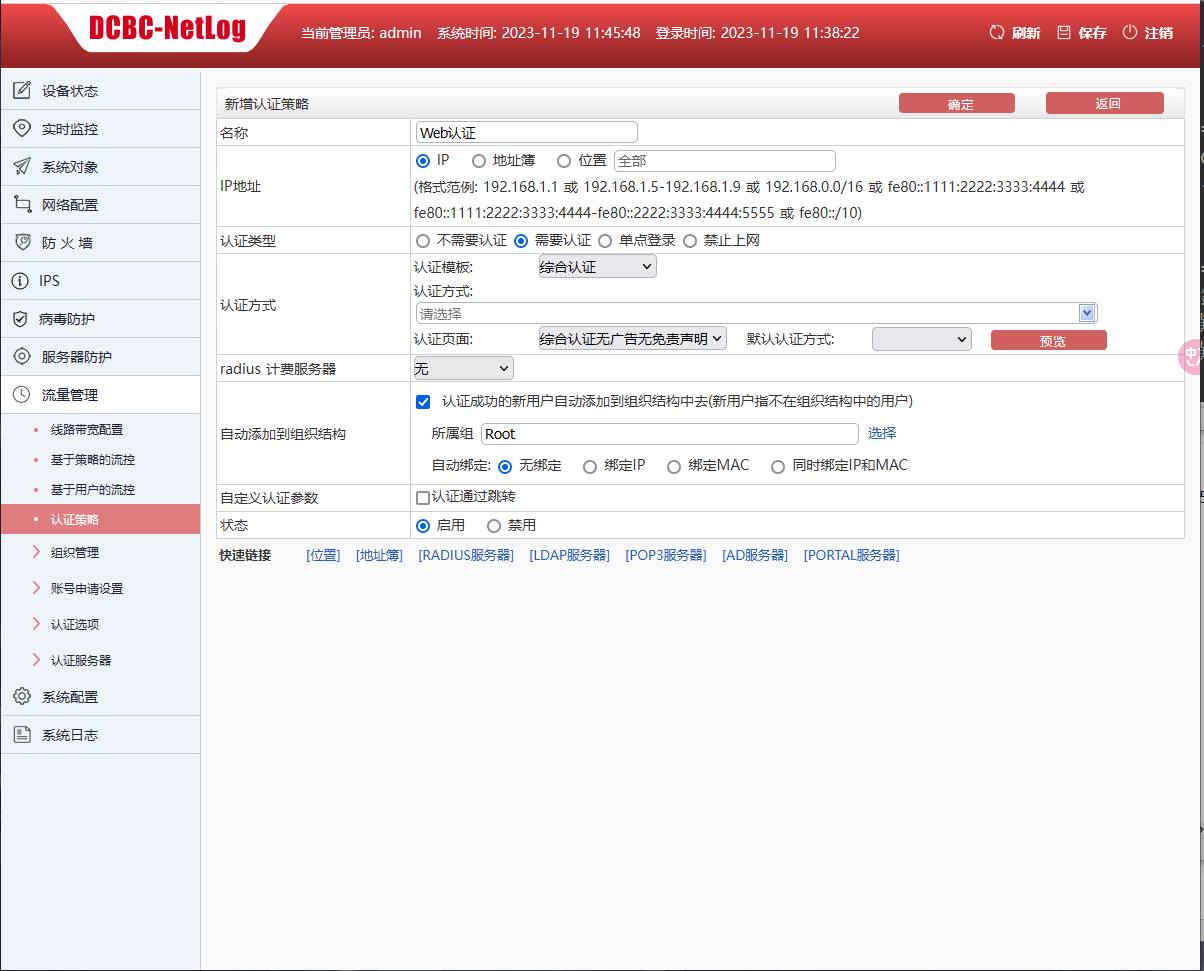 DCBC-NetLog
当前管理员: admin 系统时间: 2023-11-19 11:45:48 登录时间: 2023-11-19 11:38:22
刷新 保存 注销
设备状态
实时监控
系统对象
网络配置
防 火 墙
IPS
病毒防护
服务器防护
流量管理
线路带宽配置
基于策略的流控
基于用户的流控
认证策略
组织管理
账号申请设置
认证选项
认证服务器
系统配置
系统日志
新增认证策略 确定 返回
名称 Web认证
IP地址
IP 地址簿 位置 全部
(格式范例: 192.168.1.1 或 192.168.1.5-192.168.1.9 或 192.168.0.0/16 或 fe80::1111:2222:3333:4444 或
fe80::1111:2222:3333:4444-fe80::2222:3333:4444:5555 或 fe80::/10)
认证类型 不需要认证 需要认证 单点登录 禁止上网
认证方式
认证模板: 综合认证
认证方式:
请选择
认证页面: 综合认证无广告无免责声明 默认认证方式: 预览
radius 计费服务器 无
自动添加到组织结构
认证成功的新用户自动添加到组织结构中去(新用户指不在组织结构中的用户)
所属组 Root 选择
自动绑定: 无绑定 绑定IP 绑定MAC 同时绑定IP和MAC
自定义认证参数 认证通过跳转
状态 启用 禁用
快速链接 [位置] [地址簿] [RADIUS服务器] [LDAP服务器] [POP3服务器] [AD服务器] [PORTAL服务器]